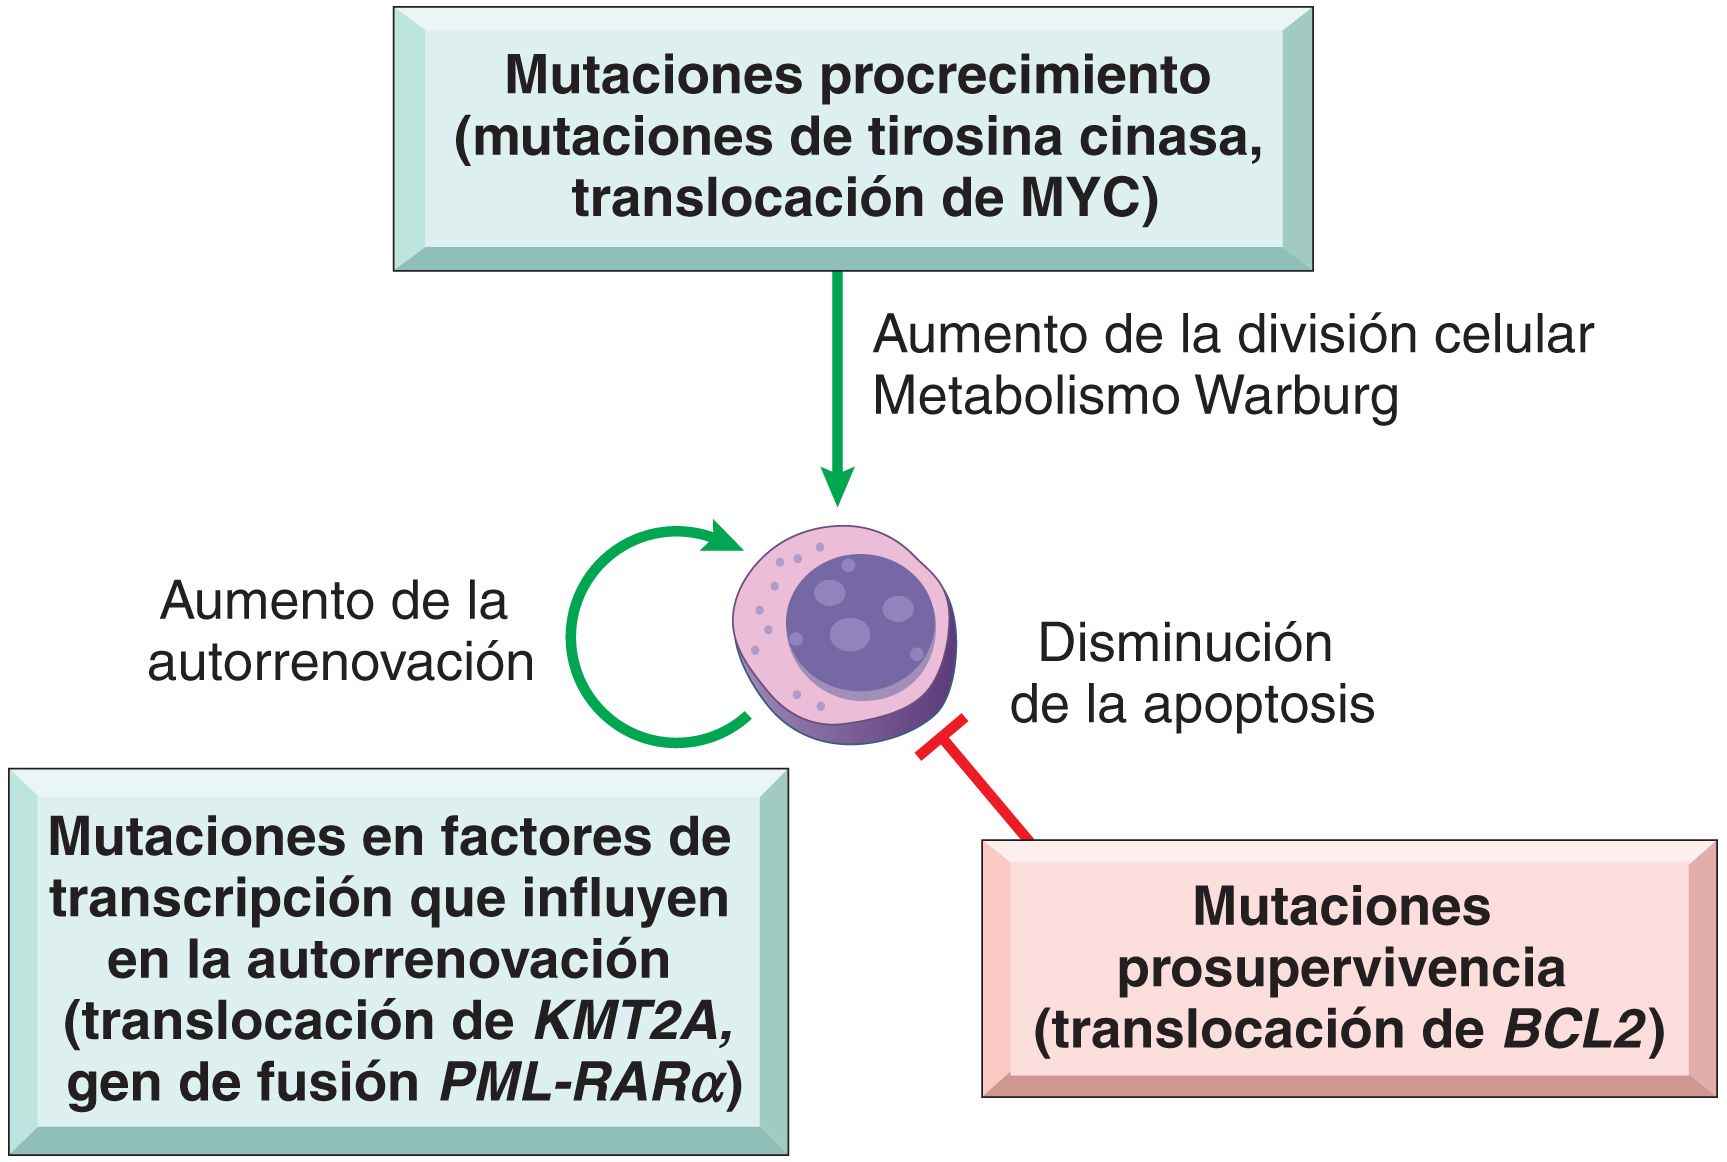 Mutaciones procrecimiento
(mutaciones de tirosina cinasa,
translocación de MYC)
Aumento de la división celular
Metabolismo Warburg
Aumento de la
autorrenovación
Disminución
de la apoptosis
Mutaciones en factores de
transcripción que influyen
en la autorrenovación
(translocación de KMT2A,
gen de fusión PML-RARα)
Mutaciones
prosupervivencia
(translocación de BCL2)